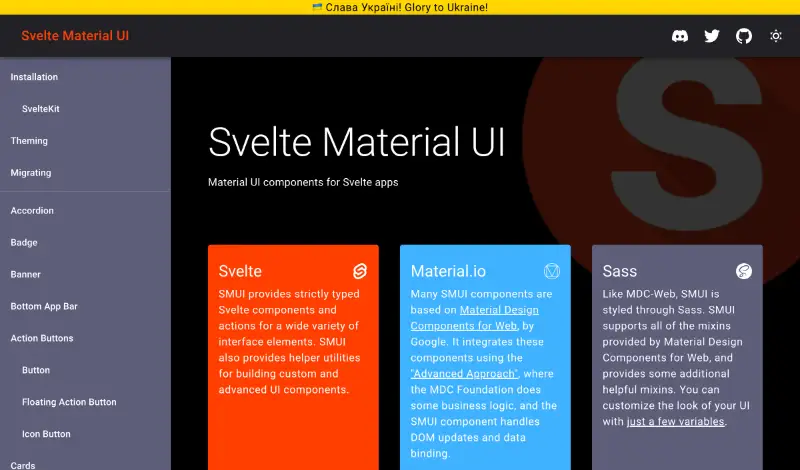 🇺🇦 Слава Україні! Glory to Ukraine!
Svelte Material UI
Installation
SvelteKit
Theming
Migrating
Accordion
Badge
Banner
Bottom App Bar
Action Buttons
Button
Floating Action Button
Icon Button
Cards
S
Svelte Material UI
Material UI components for Svelte apps
Svelte
SMUI provides strictly typed
Svelte components and
actions for a wide variety of
interface elements. SMUI
also provides helper utilities
for building custom and
advanced UI components.
Material.io
Many SMUI components are
based on Material Design
Components for Web, by
Google. It integrates these
components using the
"Advanced Approach", where
the MDC Foundation does
some business logic, and the
SMUI component handles
DOM updates and data
binding.
Sass
Like MDC-Web, SMUI is
styled through Sass. SMUI
supports all of the mixins
provided by Material Design
Components for Web, and
provides some additional
helpful mixins. You can
customize the look of your UI
with just a few variables.